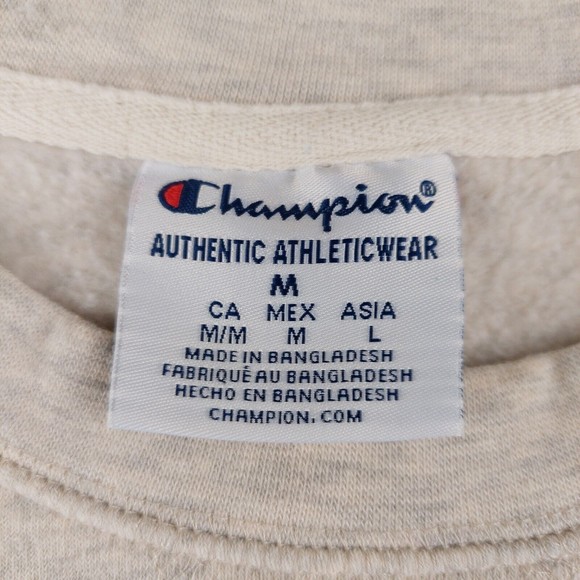 Champion®
AUTHENTIC ATHLETICWEAR
M
CA MEX ASIA
M/M M L
MADE IN BANGLADESH
FABRIQUÉ AU BANGLADESH
HECHO EN BANGLADESH
CHAMPION.COM